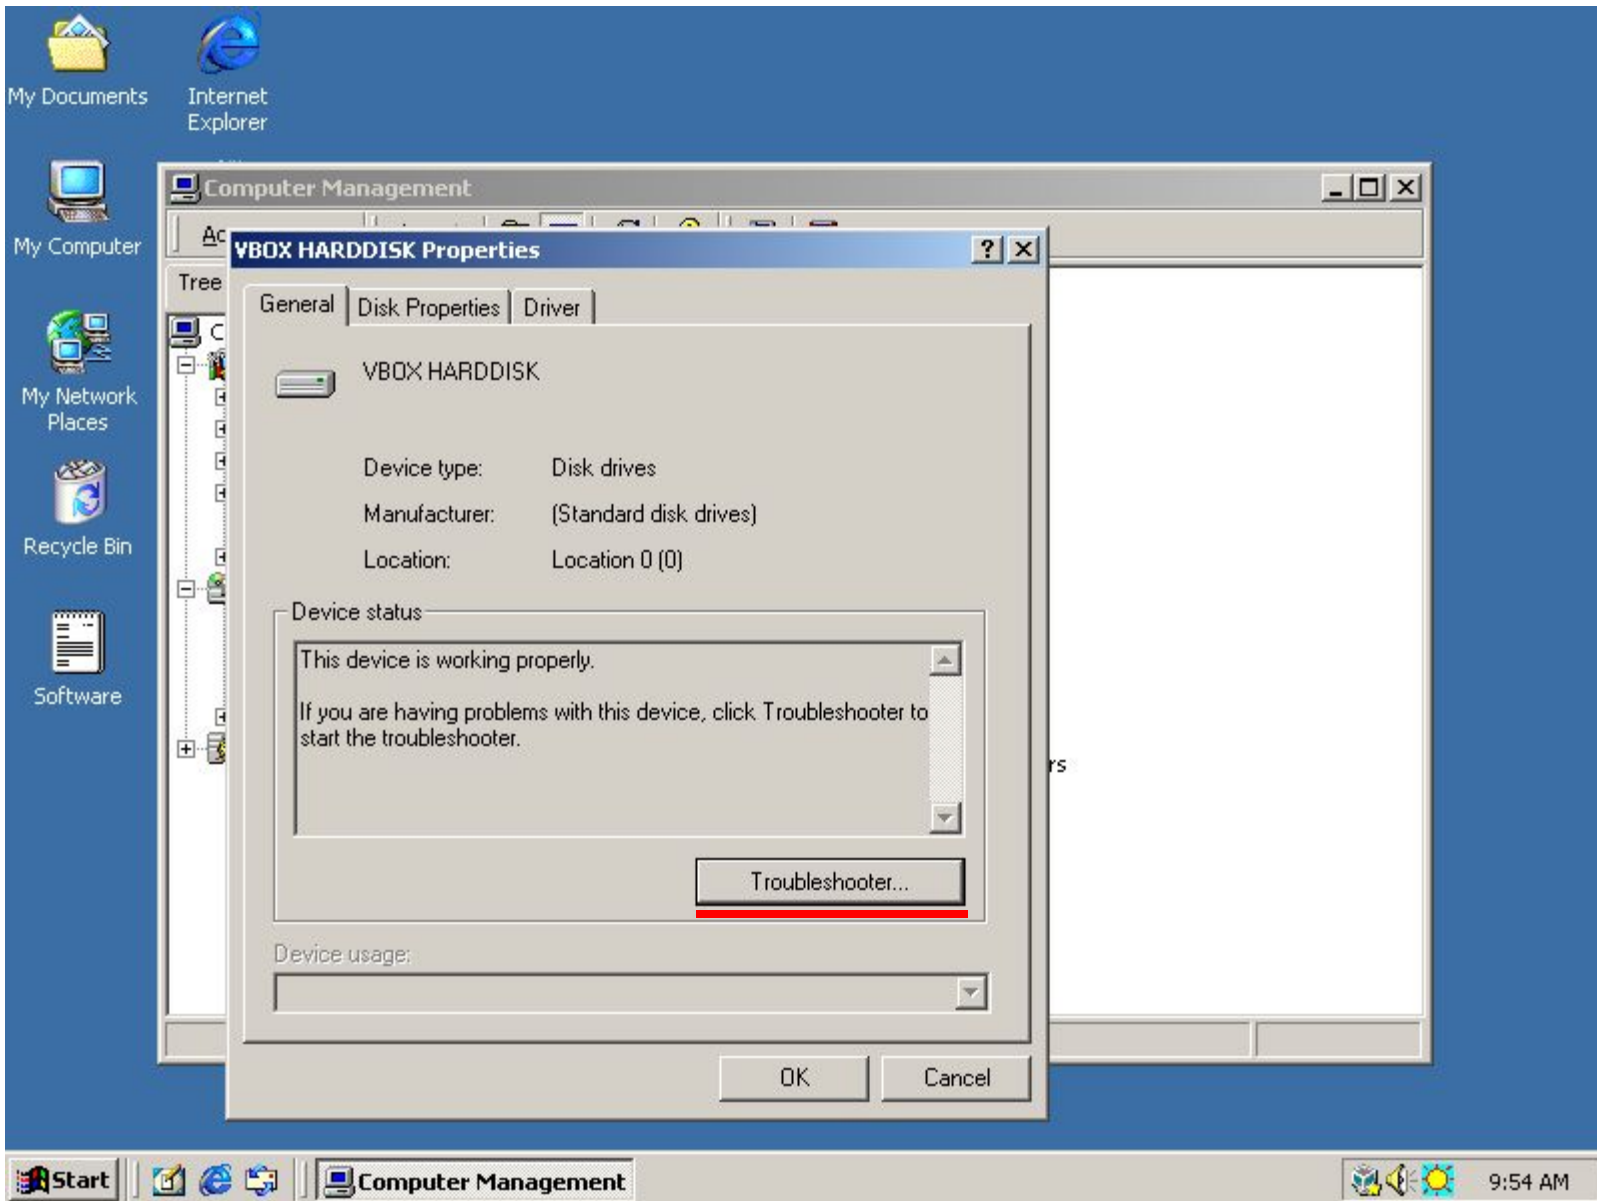 My Documents
Internet
Explorer
My Computer
My Network
Places
Recycle Bin
Software
Computer Management
Tree
VBOX HARDDISK Properties
General
Disk Properties
Driver
VBOX HARDDISK
Device type: Disk drives
Manufacturer: (Standard disk drives)
Location: Location 0 (0)
Device status
This device is working properly.
If you are having problems with this device, click Troubleshooter to
start the troubleshooter.
Troubleshooter...
Device usage:
OK
Cancel
Start
Computer Management
9:54 AM